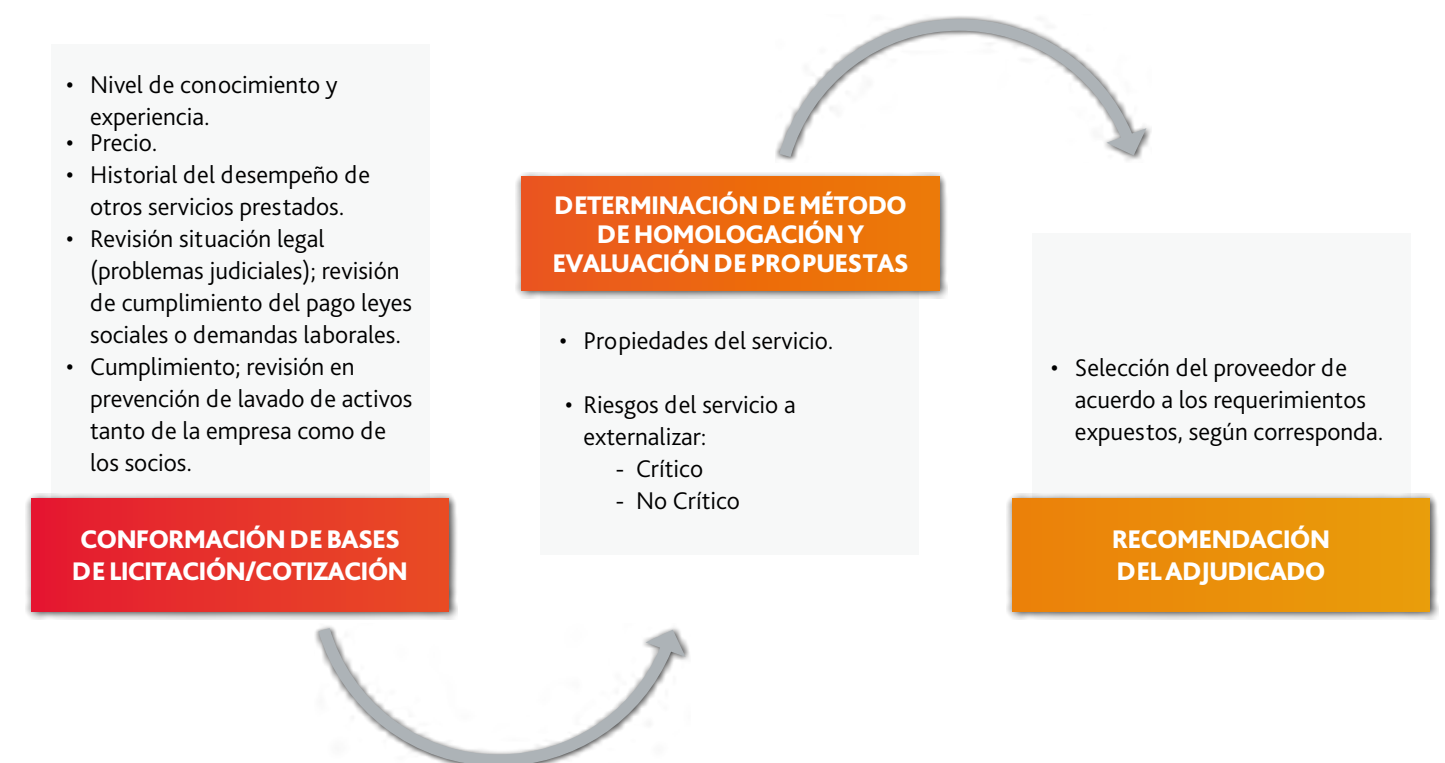 • Nivel de conocimiento y
experiencia.
• Precio.
• Historial del desempeño de
otros servicios prestados.
• Revisión situación legal
(problemas judiciales); revisión
de cumplimiento del pago leyes
sociales o demandas laborales.
• Cumplimiento; revisión en
prevención de lavado de activos
tanto de la empresa como de
los socios.
CONFORMACIÓN DE BASES
DE LICITACIÓN/COTIZACIÓN
DETERMINACIÓN DE MÉTODO
DE HOMOLOGACIÓN Y
EVALUACIÓN DE PROPUESTAS
• Propiedades del servicio.
• Riesgos del servicio a
externalizar:
- Crítico
- No Crítico
• Selección del proveedor de
acuerdo a los requerimientos
expuestos, según corresponda.
RECOMENDACIÓN
DEL ADJUDICADO